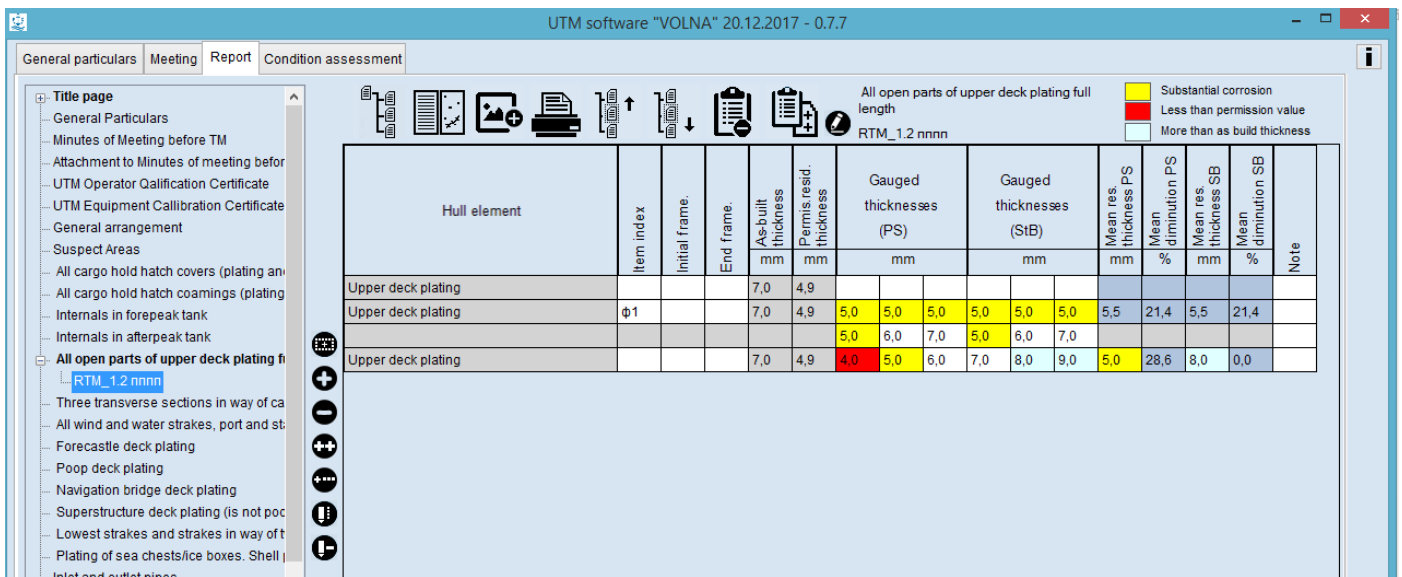 UTM software "VOLNA" 20.12.2017 - 0.7.7
General particulars Meeting Report Condition assessment
Title page
General Particulars
Minutes of Meeting before TM
Attachment to Minutes of meeting befor
UTM Operator Qalification Certificate
UTM Equipment Callibration Certificate
General arrangement
Suspect Areas
All cargo hold hatch covers (plating an
All cargo hold hatch coamings (plating
Internals in forepeak tank
Internals in afterpeak tank
All open parts of upper deck plating f
RTM_1.2 пппп
Three transverse sections in way of ca
All wind and water strakes, port and st
Forecastle deck plating
Poop deck plating
Navigation bridge deck plating
Superstructure deck plating (is not poo
Lowest strakes and strakes in way of t
Plating of sea chests/ice boxes. Shell
Inlet and outlet pipes
All open parts of upper deck plating full
length
RTM_1.2 пппп
Substantial corrosion
Less than permission value
More than as build thickness
Hull element
Item index
Initial frame.
End frame.
As-built
thickness
mm
Permis.resid.
thickness
mm
Gauged
thicknesses
(PS)
mm
Gauged
thicknesses
(StB)
mm
Mean res.
thickness PS
mm
Mean
diminution PS
%
Mean res.
thickness SB
mm
Mean
diminution SB
%
Note
Upper deck plating 7,0 4,9
Upper deck plating ф1 7,0 4,9 5,0 5,0 5,0 5,0 5,0 5,0 5,5 21,4 5,5 21,4
5,0 6,0 7,0 5,0 6,0 7,0
Upper deck plating 7,0 4,9 4,0 5,0 6,0 7,0 8,0 9,0 5,0 28,6 8,0 0,0